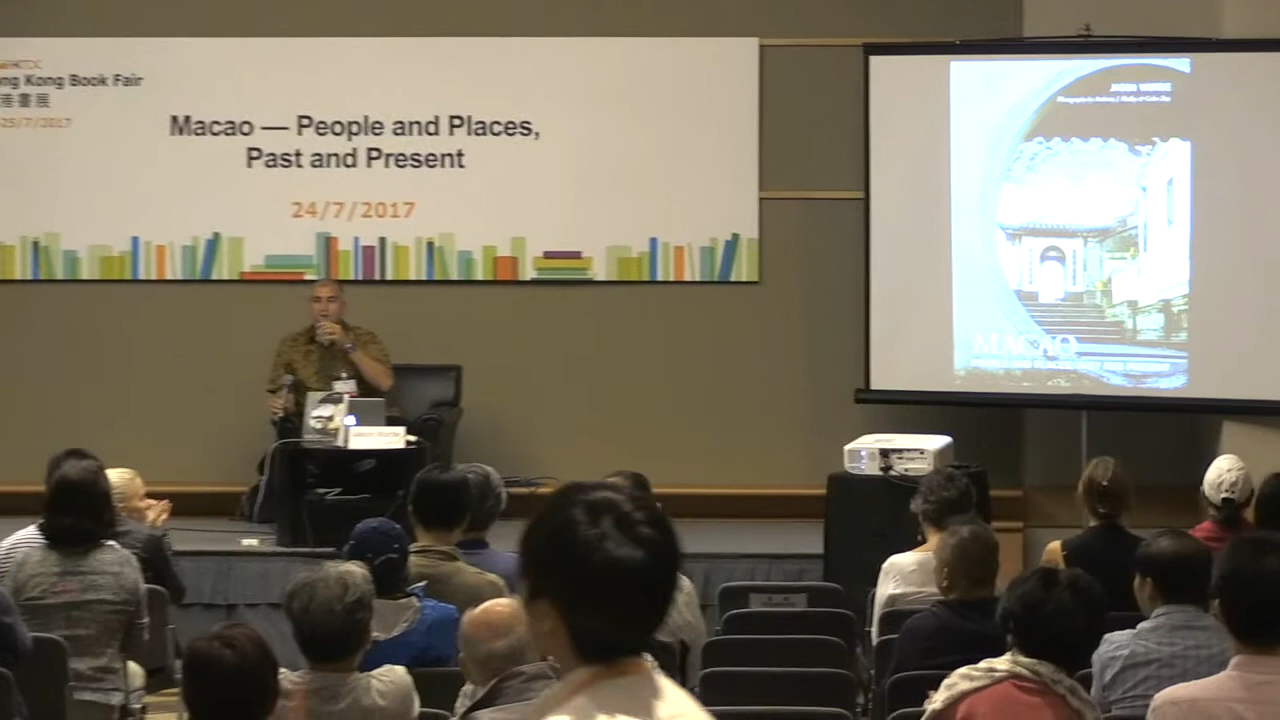 ng Kong Book Fair
港書展
-25/7/2017
Macao — People and Places,
Past and Present
24/7/2017
MACAO